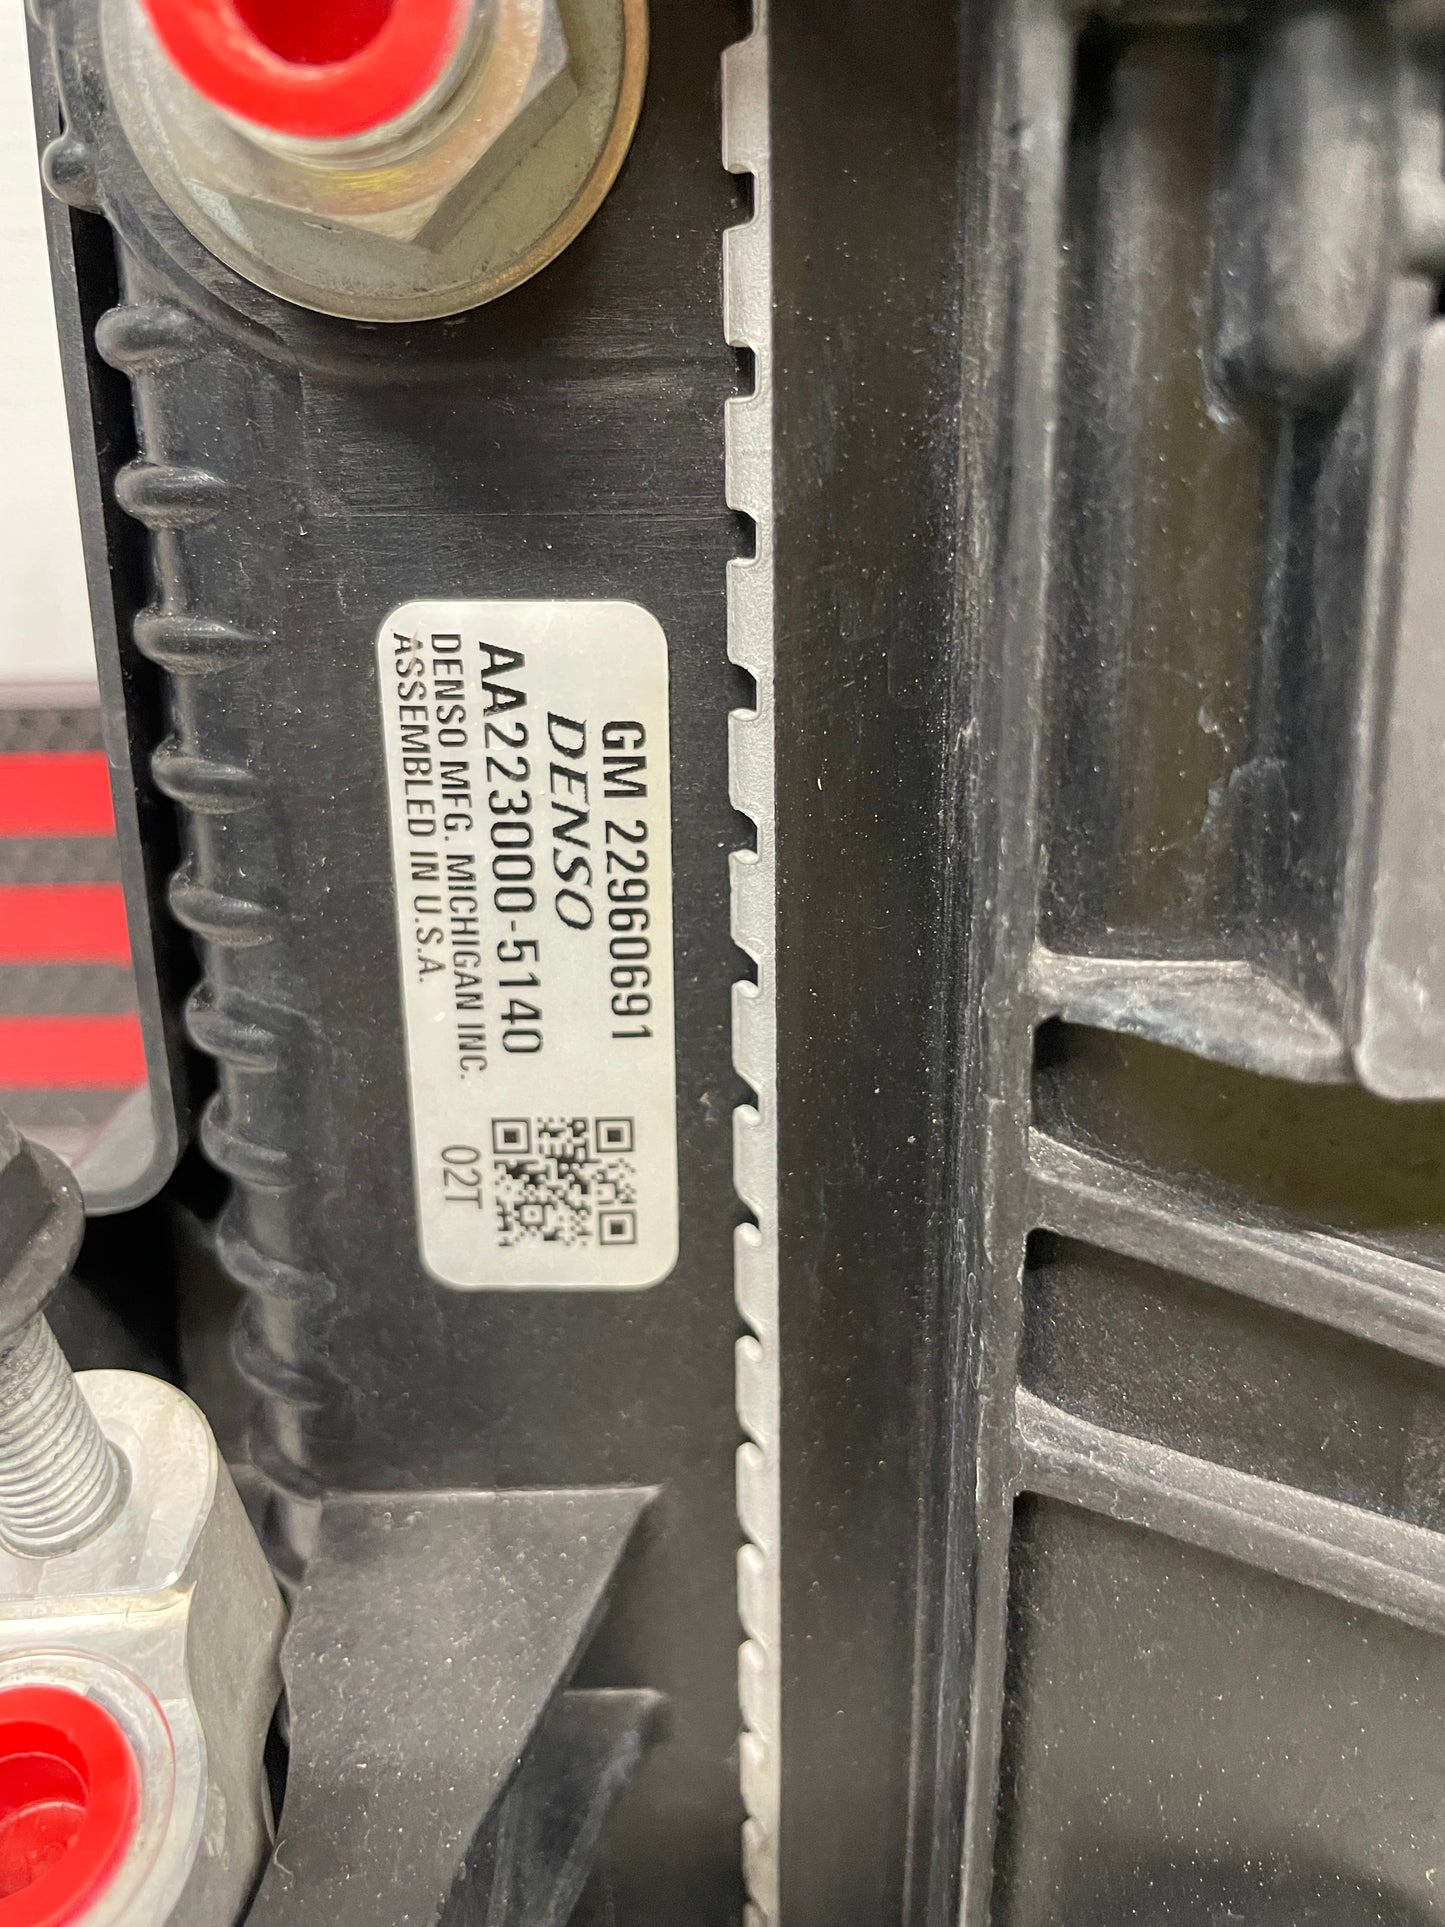 GM 22960691
DENSO
AA223000-5140
DENSO MFG. MICHIGAN INC.
ASSEMBLED IN U.S.A.
02T